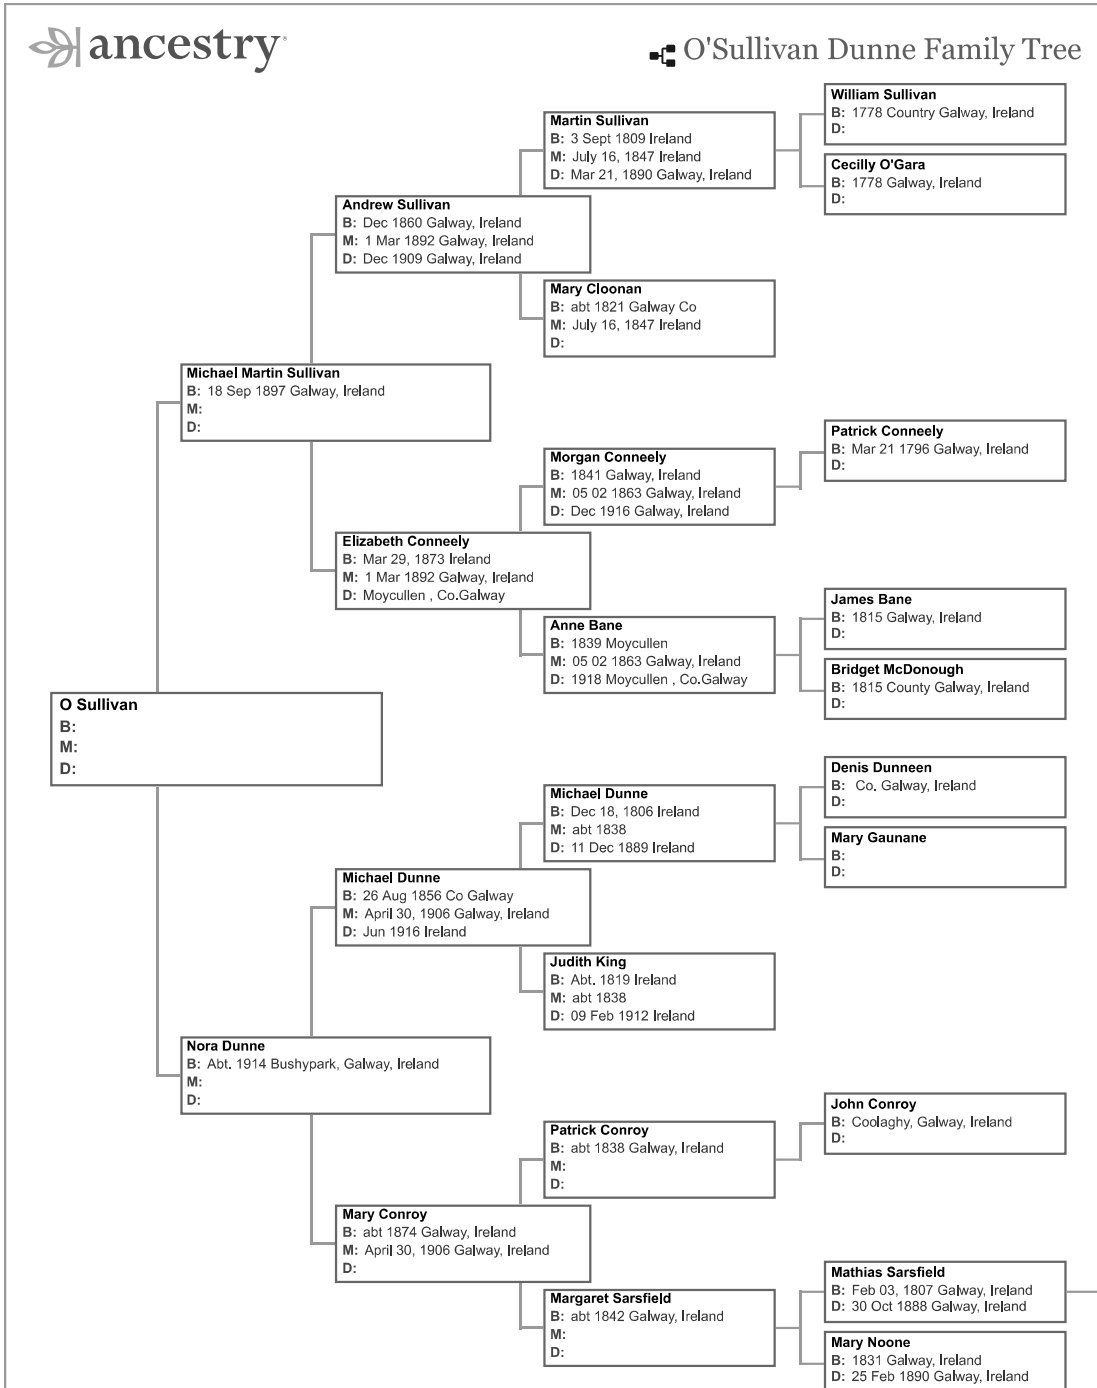 ancestry
O'Sullivan Dunne Family Tree
William Sullivan
B: 1778 Country Galway, Ireland
D:
Martin Sullivan
B: 3 Sept 1809 Ireland
M: July 16, 1847 Ireland
D: Mar 21, 1890 Galway, Ireland
Cecilly O'Gara
B: 1778 Galway, Ireland
D:
Andrew Sullivan
B: Dec 1860 Galway, Ireland
M: 1 Mar 1892 Galway, Ireland
D: Dec 1909 Galway, Ireland
Mary Cloonan
B: abt 1821 Galway Co
M: July 16, 1847 Ireland
D:
Michael Martin Sullivan
B: 18 Sep 1897 Galway, Ireland
M:
D:
Patrick Conneely
B: Mar 21 1796 Galway, Ireland
D:
Morgan Conneely
B: 1841 Galway, Ireland
M: 05 02 1863 Galway, Ireland
D: Dec 1916 Galway, Ireland
Elizabeth Conneely
B: Mar 29, 1873 Ireland
M: 1 Mar 1892 Galway, Ireland
D: Moycullen , Co.Galway
James Bane
B: 1815 Galway, Ireland
D:
Anne Bane
B: 1839 Moycullen
M: 05 02 1863 Galway, Ireland
D: 1918 Moycullen , Co.Galway
Bridget McDonough
B: 1815 County Galway, Ireland
D:
O Sullivan
B:
M:
D:
Denis Dunneen
B: Co. Galway, Ireland
D:
Michael Dunne
B: Dec 18, 1806 Ireland
M: abt 1838
D: 11 Dec 1889 Ireland
Mary Gaunane
B:
D:
Michael Dunne
B: 26 Aug 1856 Co Galway
M: April 30, 1906 Galway, Ireland
D: Jun 1916 Ireland
Judith King
B: Abt. 1819 Ireland
M: abt 1838
D: 09 Feb 1912 Ireland
Nora Dunne
B: Abt. 1914 Bushypark, Galway, Ireland
M:
D:
John Conroy
B: Coolaghy, Galway, Ireland
D:
Patrick Conroy
B: abt 1838 Galway, Ireland
M:
D:
Mary Conroy
B: abt 1874 Galway, Ireland
M: April 30, 1906 Galway, Ireland
D:
Mathias Sarsfield
B: Feb 03, 1807 Galway, Ireland
D: 30 Oct 1888 Galway, Ireland
Margaret Sarsfield
B: abt 1842 Galway, Ireland
M:
D:
Mary Noone
B: 1831 Galway, Ireland
D: 25 Feb 1890 Galway, Ireland